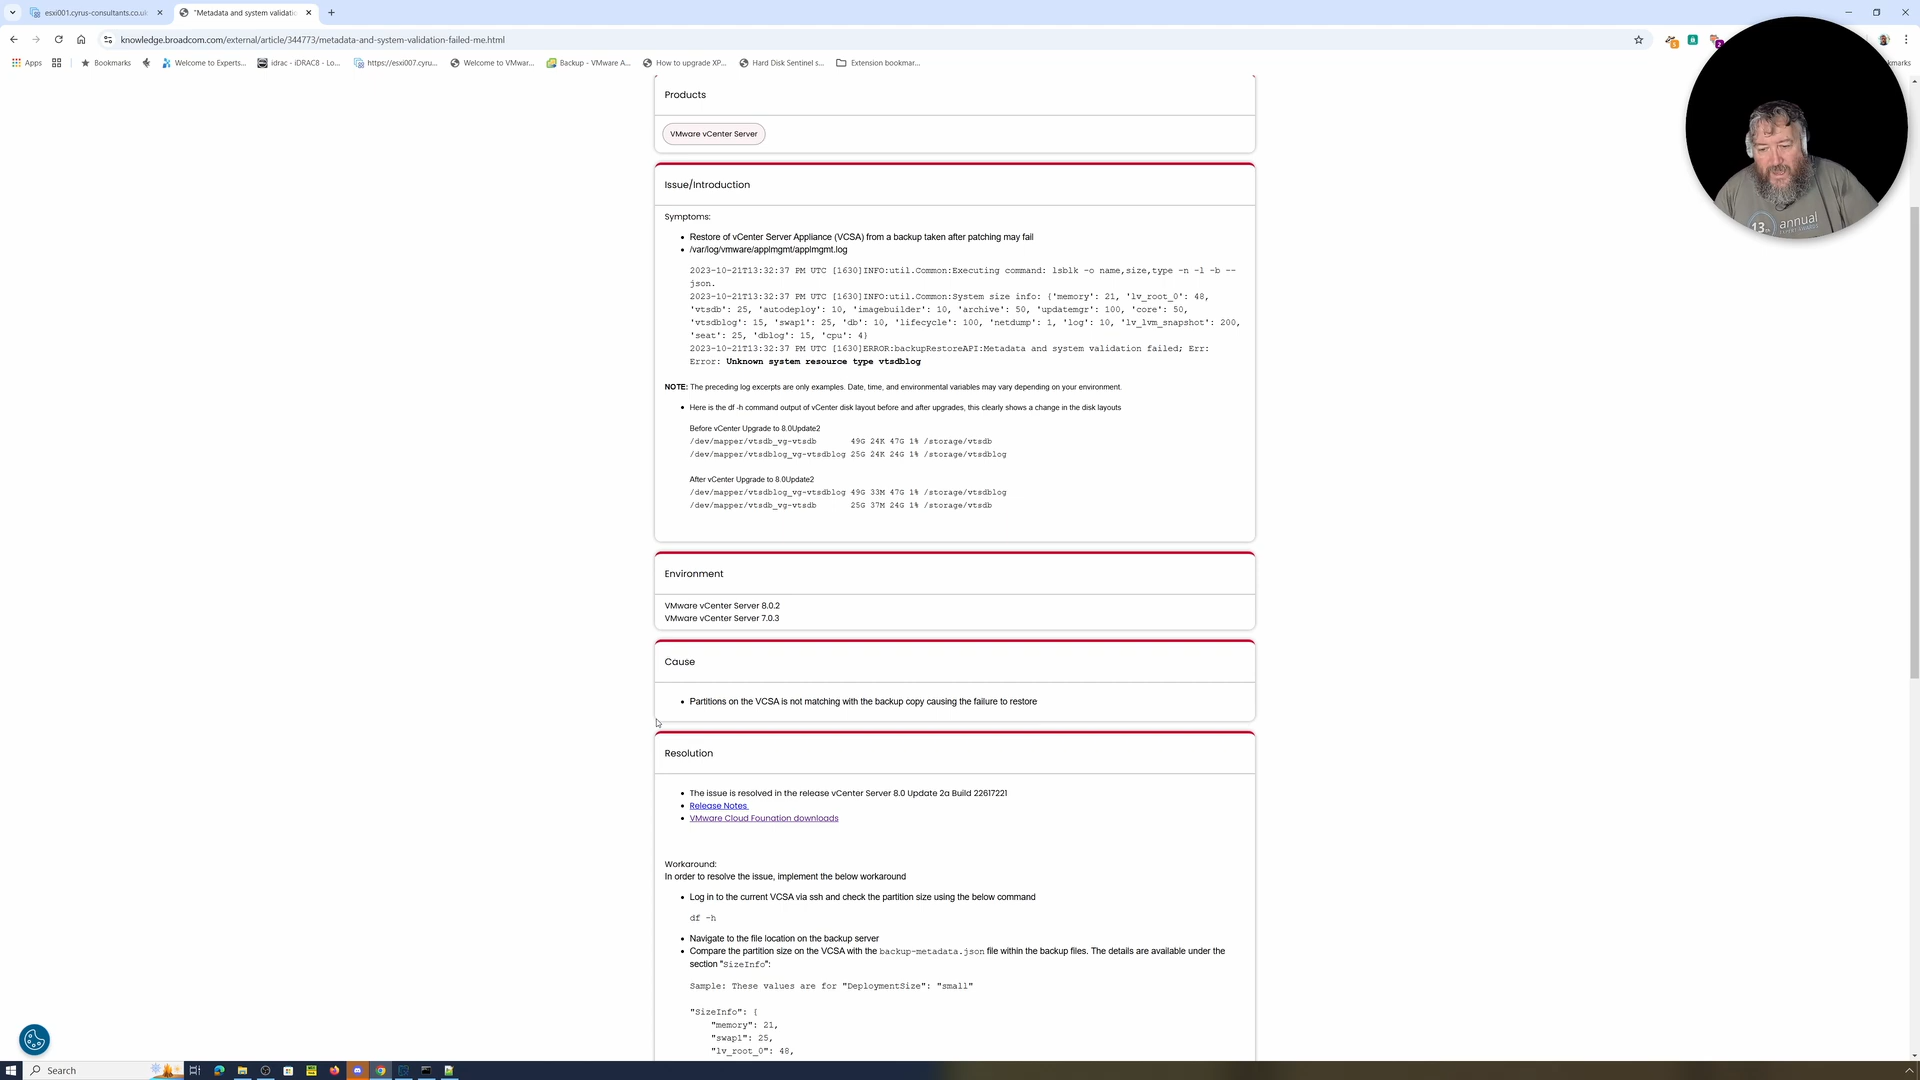 esxi001.cyrus-consultants.co.uk
"Metadata and system validatio
knowledge.broadcom.com/external/article/344773/metadata-and-system-validation-failed-me.html
Apps
Bookmarks
Welcome to Experts...
idrac - iDRAC8 - Lo...
https://esxi007.cyru...
Welcome to VMwar...
Backup - VMware A...
How to upgrade XP...
Hard Disk Sentinel s...
Extension bookmar...
Products
VMware vCenter Server
Issue/Introduction
Symptoms:
Restore of vCenter Server Appliance (VCSA) from a backup taken after patching may fail
/var/log/vmware/applmgmt/applmgmt.log
2023-10-21T13:32:37 PM UTC [1630]INFO:util.Common:Executing command: lsblk -o name,size,type -n -l -b --
json.
2023-10-21T13:32:37 PM UTC [1630]INFO:util.Common:System size info: {'memory': 21, 'lv_root_0': 48,
'vtsdb': 25, 'autodeploy': 10, 'imagebuilder': 10, 'archive': 50, 'updatemgr': 100, 'core': 50,
'vtsdblog': 15, 'swap1': 25, 'db': 10, 'lifecycle': 100, 'netdump': 1, 'log': 10, 'lv_lvm_snapshot': 200,
'seat': 25, 'dblog': 15, 'cpu': 4}
2023-10-21T13:32:37 PM UTC [1630]ERROR:backupRestoreAPI:Metadata and system validation failed; Err:
Error: Unknown system resource type vtsdblog
NOTE: The preceding log excerpts are only examples. Date, time, and environmental variables may vary depending on your environment.
Here is the df -h command output of vCenter disk layout before and after upgrades, this clearly shows a change in the disk layouts
Before vCenter Upgrade to 8.0Update2
/dev/mapper/vtsdb_vg-vtsdb 49G 24K 47G 1% /storage/vtsdb
/dev/mapper/vtsdblog_vg-vtsdblog 25G 24K 24G 1% /storage/vtsdblog
After vCenter Upgrade to 8.0Update2
/dev/mapper/vtsdblog_vg-vtsdblog 49G 33M 47G 1% /storage/vtsdblog
/dev/mapper/vtsdb_vg-vtsdb 25G 37M 24G 1% /storage/vtsdb
Environment
VMware vCenter Server 8.0.2
VMware vCenter Server 7.0.3
Cause
Partitions on the VCSA is not matching with the backup copy causing the failure to restore
Resolution
The issue is resolved in the release vCenter Server 8.0 Update 2a Build 22617221
Release Notes
VMware Cloud Founation downloads
Workaround:
In order to resolve the issue, implement the below workaround
Log in to the current VCSA via ssh and check the partition size using the below command
df -h
Navigate to the file location on the backup server
Compare the partition size on the VCSA with the backup-metadata.json file within the backup files. The details are available under the
section "SizeInfo":
Sample: These values are for "DeploymentSize": "small"
"SizeInfo": {
"memory": 21,
"swap1": 25,
"lv_root_0": 48,
13th annual
Search